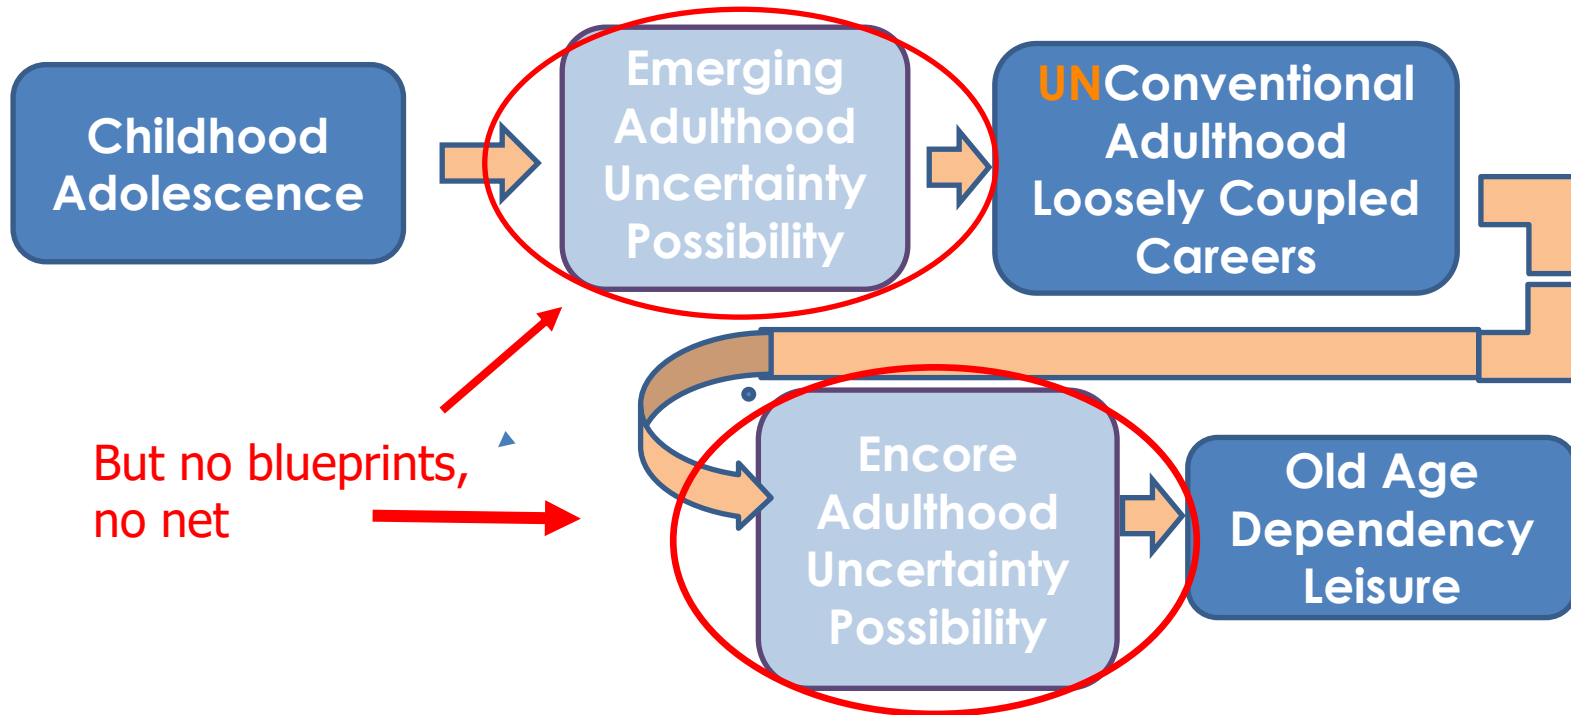 Childhood
Adolescence
Emerging
Adulthood
Uncertainty
Possibility
UNConventional
Adulthood
Loosely Coupled
Careers
But no blueprints,
no net
Encore
Adulthood
Uncertainty
Possibility
Old Age
Dependency
Leisure